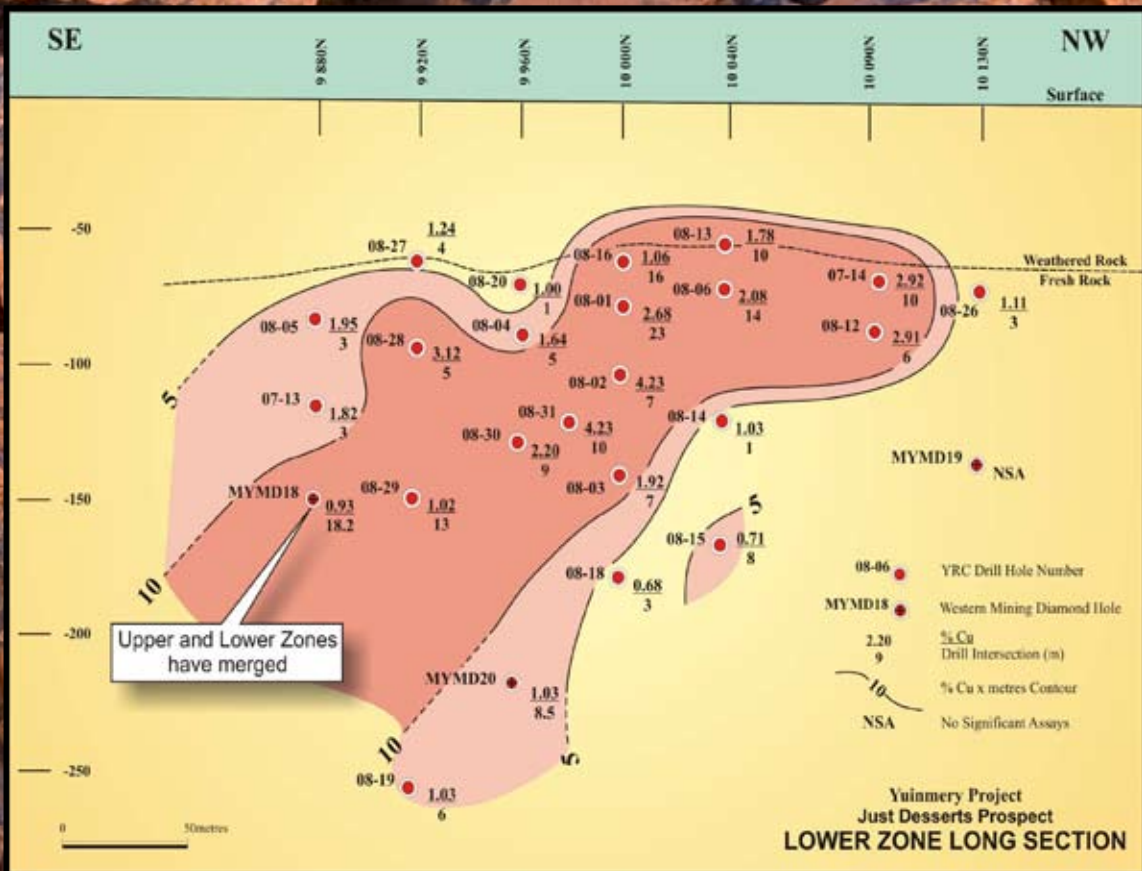 SE
NW
9 880N
9 920N
9 960N
10 000N
10 040N
10 090N
10 130N
Surface
-50
08-27
1.24
4
08-13
1.78
10
08-16
1.06
16
Weathered Rock
Fresh Rock
08-20
1.00
1
08-01
2.68
23
08-06
2.08
14
07-14
2.92
10
08-26
1.11
3
08-05
1.95
3
08-28
3.12
5
08-04
1.64
5
08-12
2.91
6
-100
5
07-13
1.82
3
08-02
4.23
7
08-31
4.23
10
08-14
1.03
1
08-30
2.20
9
MYMD19
NSA
-150
MYMD18
0.93
18.2
08-29
1.02
13
08-03
1.92
7
5
08-15
0.71
8
10
08-18
0.68
3
-200
Upper and Lower Zones
have merged
MYMD20
1.03
8.5
10
5
-250
08-19
1.03
6
08-06
YRC Drill Hole Number
MYMD18
Western Mining Diamond Hole
2.20
9
% Cu
Drill Intersection (m)
10
% Cu x metres Contour
NSA
No Significant Assays
0
50metres
Yuinmery Project
Just Desserts Prospect
LOWER ZONE LONG SECTION